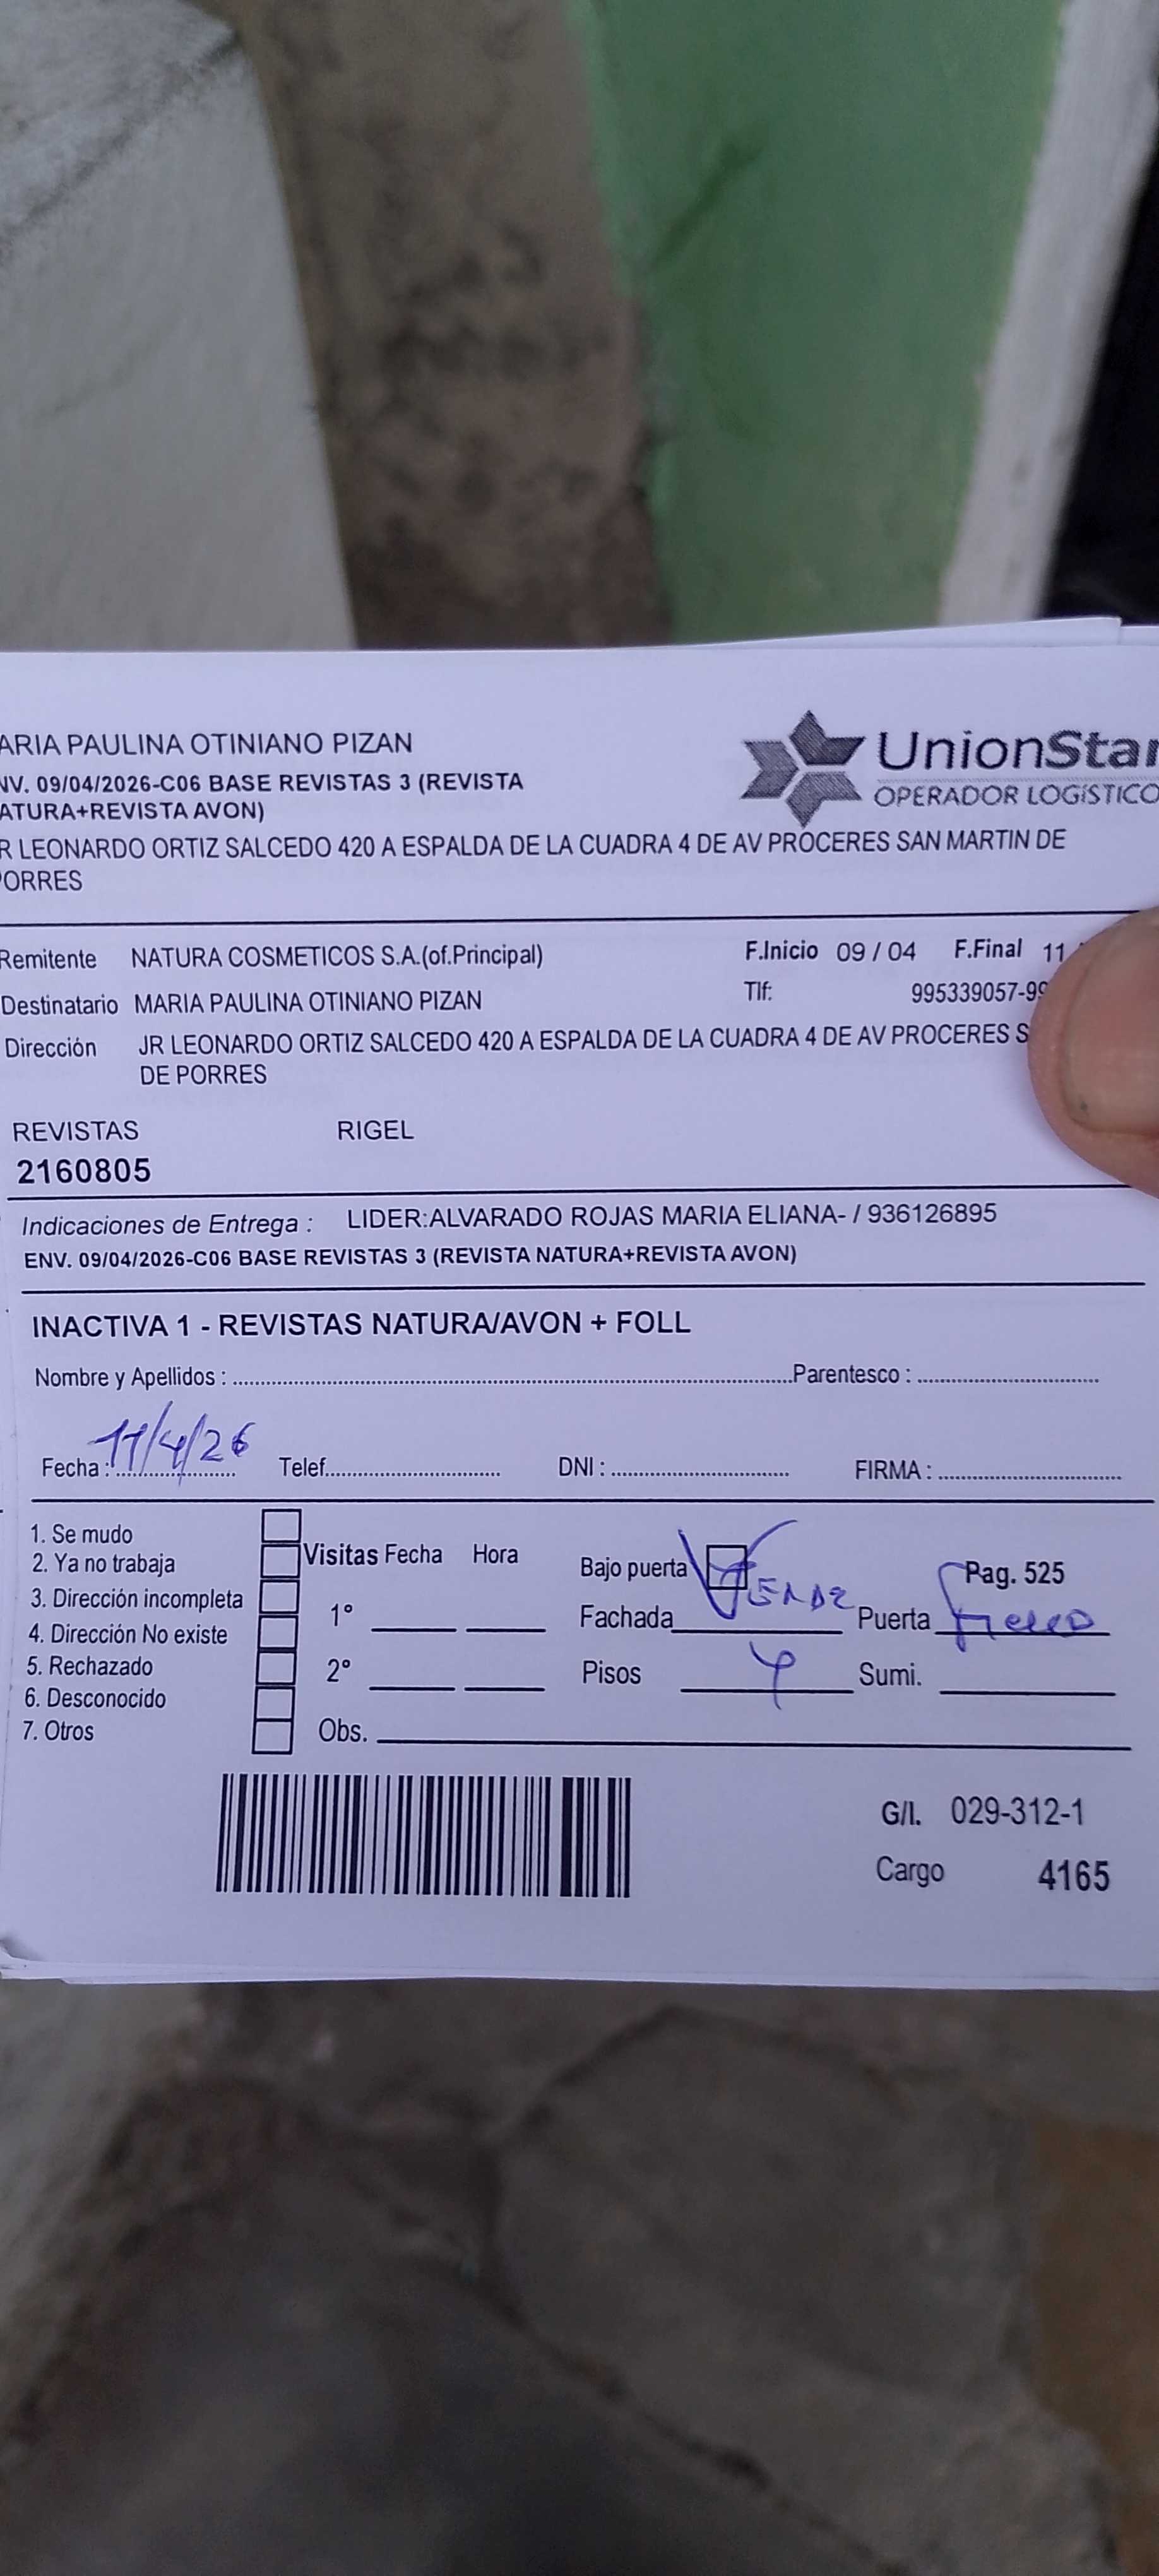 ARIA PAULINA OTINIANO PIZAN
NV. 09/04/2026-C06 BASE REVISTAS 3 (REVISTA
ATURA+REVISTA AVON)
R LEONARDO ORTIZ SALCEDO 420 A ESPALDA DE LA CUADRA 4 DE AV PROCERES SAN MARTIN DE
ORRES
UnionStar
OPERADOR LOGíSTICO
Remitente NATURA COSMETICOS S.A.(of.Principal) F.Inicio 09 / 04 F.Final 11
Destinatario MARIA PAULINA OTINIANO PIZAN Tlf: 995339057-99
Dirección JR LEONARDO ORTIZ SALCEDO 420 A ESPALDA DE LA CUADRA 4 DE AV PROCERES S
DE PORRES
REVISTAS RIGEL
2160805
Indicaciones de Entrega : LIDER:ALVARADO ROJAS MARIA ELIANA- / 936126895
ENV. 09/04/2026-C06 BASE REVISTAS 3 (REVISTA NATURA+REVISTA AVON)
INACTIVA 1 - REVISTAS NATURA/AVON + FOLL
Nombre y Apellidos : Parentesco :
Fecha : 11/4/26 Telef. DNI : FIRMA :
1. Se mudo
2. Ya no trabaja
3. Dirección incompleta
4. Dirección No existe
5. Rechazado
6. Desconocido
7. Otros
Visitas Fecha Hora
1°
2°
Obs.
Bajo puerta Pag. 525
Fachada VERDE Puerta Fierro
Pisos 4 Sumi.
G/I. 029-312-1
Cargo 4165